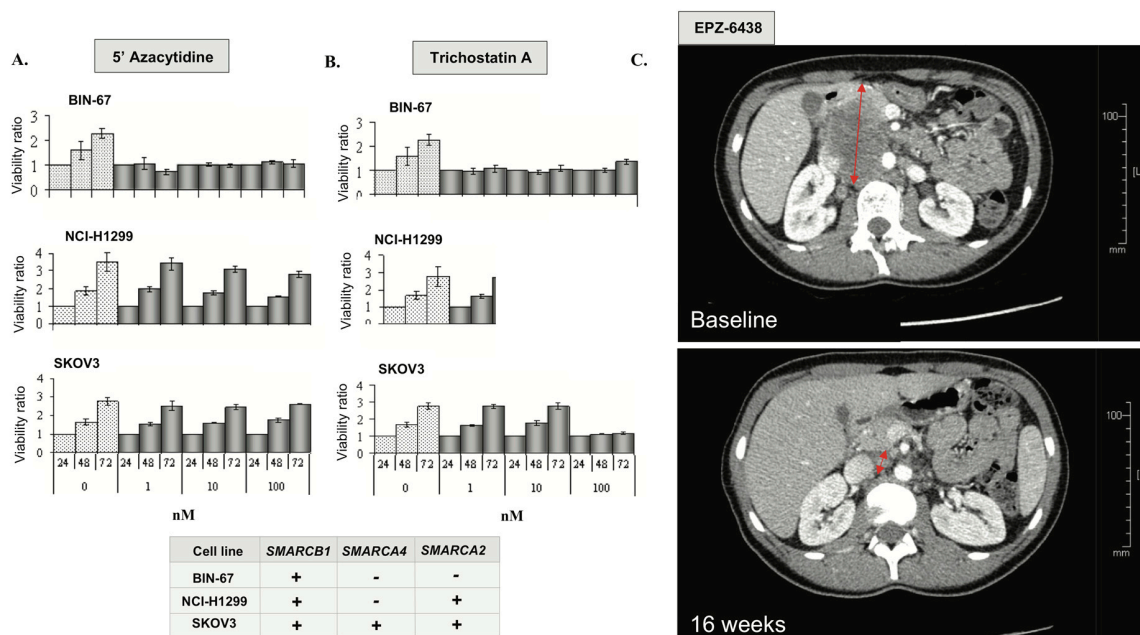 A.
5' Azacytidine
BIN-67
Viability ratio
3
2
1
0
NCI-H1299
Viability ratio
4
3
2
1
0
SKOV3
Viability ratio
4
3
2
1
0
24 48 72 24 48 72 24 48 72 24 48 72
0 1 10 100
nM
B.
Trichostatin A
BIN-67
Viability ratio
3
2
1
0
NCI-H1299
Viability ratio
4
3
2
1
0
SKOV3
Viability ratio
4
3
2
1
0
24 48 72 24 48 72 24 48 72 24 48 72
0 1 10 100
nM
Cell line SMARCB1 SMARCA4 SMARCA2
BIN-67 + - -
NCI-H1299 + - +
SKOV3 + + +
C.
EPZ-6438
100
mm
Baseline
100
mm
16 weeks